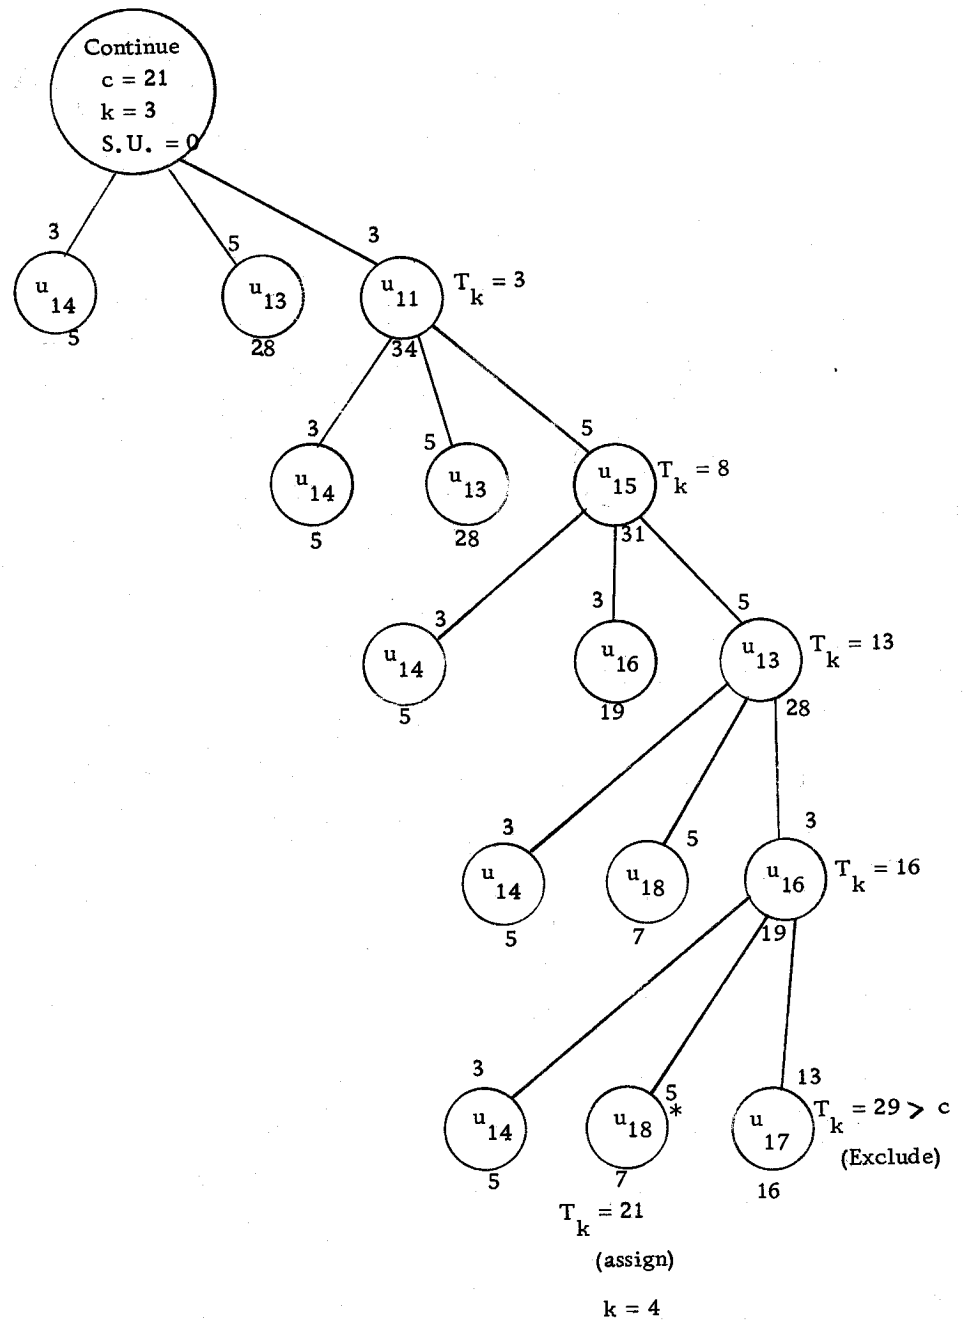 Continue
c = 21
k = 3
S.U. = 0
3
5
3
u14
u13
u11
Tk = 3
5
28
34
3
5
5
u14
u13
u15
Tk = 8
5
28
31
3
3
5
u14
u16
u13
Tk = 13
5
19
28
3
5
3
u14
u18
u16
Tk = 16
5
7
19
3
5
*
13
u14
u18
u17
Tk = 29 > c
(Exclude)
5
7
16
Tk = 21
(assign)
k = 4